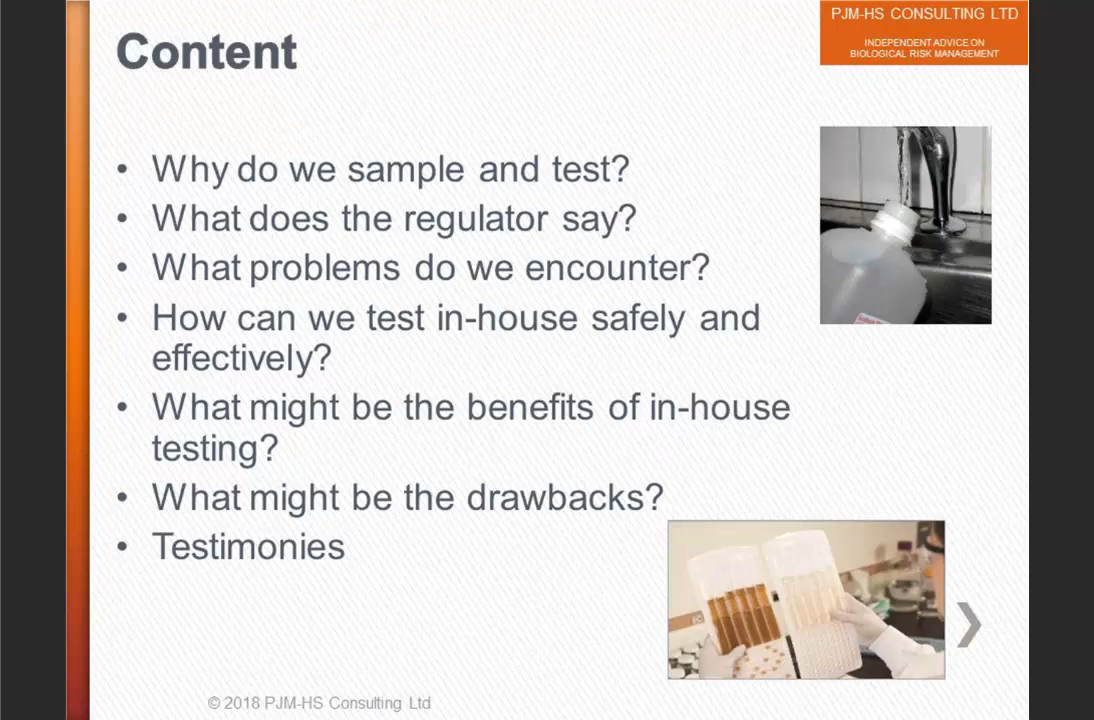 PJM-HS CONSULTING LTD
INDEPENDENT ADVICE ON
BIOLOGICAL RISK MANAGEMENT
Content
• Why do we sample and test?
• What does the regulator say?
• What problems do we encounter?
• How can we test in-house safely and
effectively?
• What might be the benefits of in-house
testing?
• What might be the drawbacks?
• Testimonies
© 2018 PJM-HS Consulting Ltd